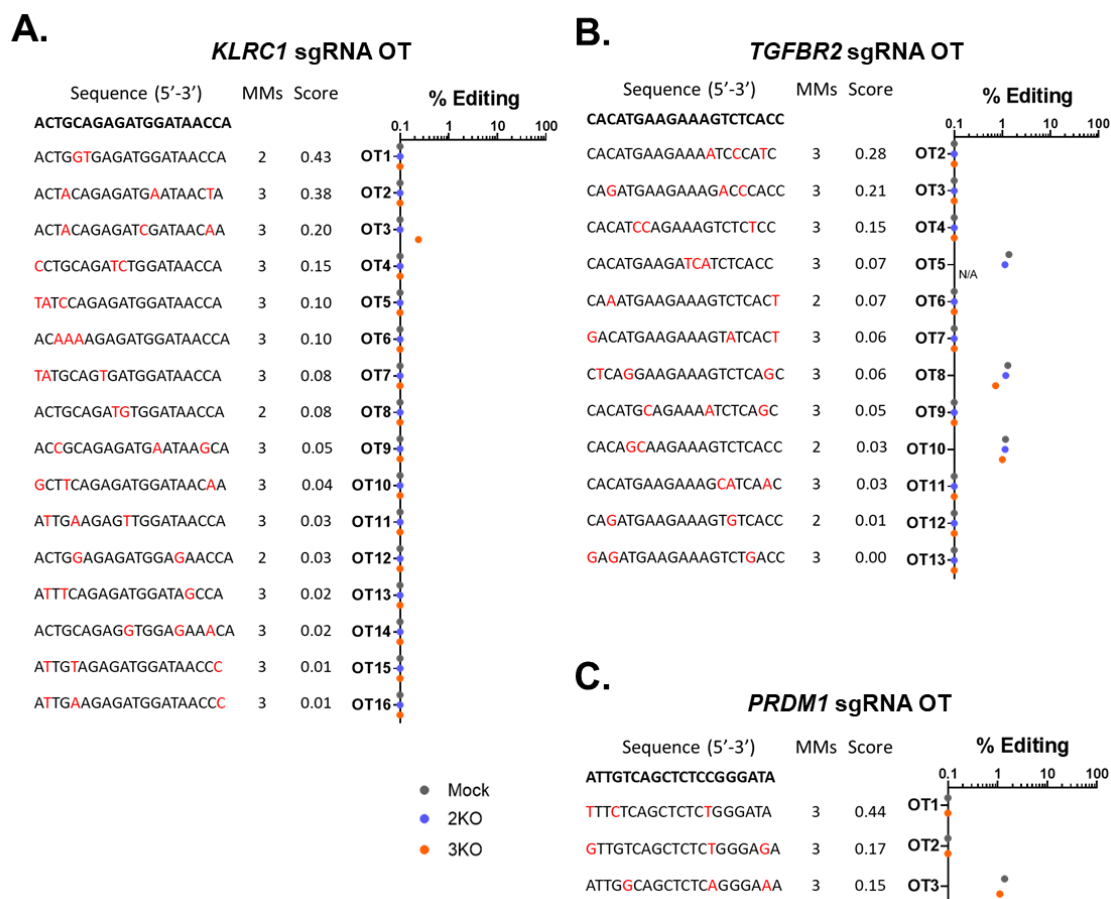 A.
KLRC1 sgRNA OT
Sequence (5'-3') MMs Score
% Editing
ACTGCAGAGATGGATAACCA
0.1 1 10 100
ACTGGTGAGATGGATAACCA 2 0.43 OT1
ACTACAGAGATGAATAACTA 3 0.38 OT2
ACTACAGAGATCGATAACAA 3 0.20 OT3
CCTGCAGATCTGGATAACCA 3 0.15 OT4
TATCCAGAGATGGATAACCA 3 0.10 OT5
ACAAAAGAGATGGATAACCA 3 0.10 OT6
TATGCAGTGATGGATAACCA 3 0.08 OT7
ACTGCAGATGTGGATAACCA 2 0.08 OT8
ACCGCAGAGATGAATAAGCA 3 0.05 OT9
GCTTCAGAGATGGATAACAA 3 0.04 OT10
ATTGAAGAGTTGGATAACCA 3 0.03 OT11
ACTGGAGAGATGGAGAACCA 2 0.03 OT12
ATTTCAGAGATGGATAGCCA 3 0.02 OT13
ACTGCAGAGGTGGAGAAACA 3 0.02 OT14
ATTGTAGAGATGGATAACCC 3 0.01 OT15
ATTGAAGAGATGGATAACCC 3 0.01 OT16
Mock
2KO
3KO
B.
TGFBR2 sgRNA OT
Sequence (5'-3') MMs Score
% Editing
CACATGAAGAAAGTCTCACC
0.1 1 10 100
CACATGAAGAAAATCCCATC 3 0.28 OT2
CAGATGAAGAAAGACCCACC 3 0.21 OT3
CACATCCAGAAAGTCTCTCC 3 0.15 OT4
CACATGAAGATCATCTCACC 3 0.07 OT5
N/A
CAAATGAAGAAAGTCTCACT 2 0.07 OT6
GACATGAAGAAAGTATCACT 3 0.06 OT7
CTCAGGAAGAAAGTCTCAGC 3 0.06 OT8
CACATGCAGAAAATCTCAGC 3 0.05 OT9
CACAGCAAGAAAGTCTCACC 2 0.03 OT10
CACATGAAGAAAGCATCAAC 3 0.03 OT11
CAGATGAAGAAAGTGTCACC 2 0.01 OT12
GAGATGAAGAAAGTCTGACC 3 0.00 OT13
C.
PRDM1 sgRNA OT
Sequence (5'-3') MMs Score
% Editing
ATTGTCAGCTCTCCGGGATA
0.1 1 10 100
TTTCTCAGCTCTCTGGGATA 3 0.44 OT1
GTTGTCAGCTCTCTGGGAGA 3 0.17 OT2
ATTGGCAGCTCTCAGGGAAA 3 0.15 OT3